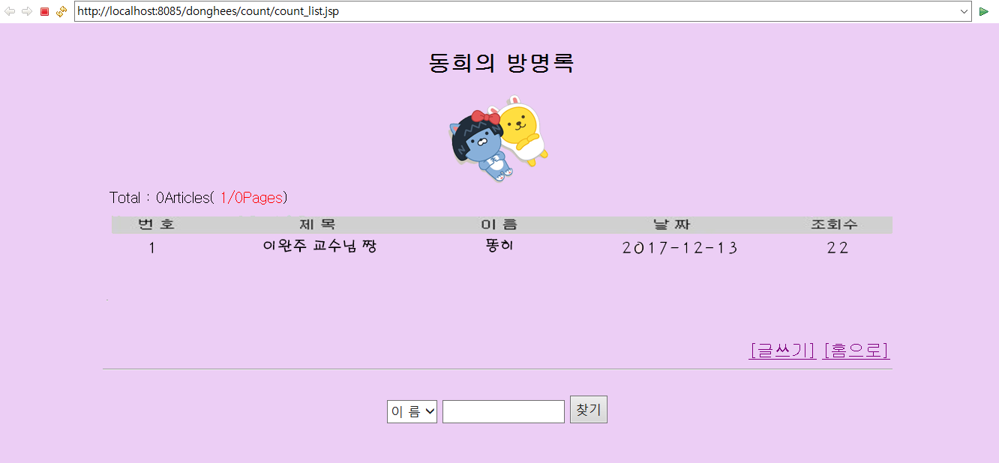 http://localhost:8085/donghees/count/count_list.jsp
동희의 방명록
Total : 0Articles( 1/0Pages)
번 호 제 목 이 름 날 짜 조회수
1 이완주 교수님 짱 똥히 2017-12-13 22
[글쓰기] [홈으로]
이 름 찾기